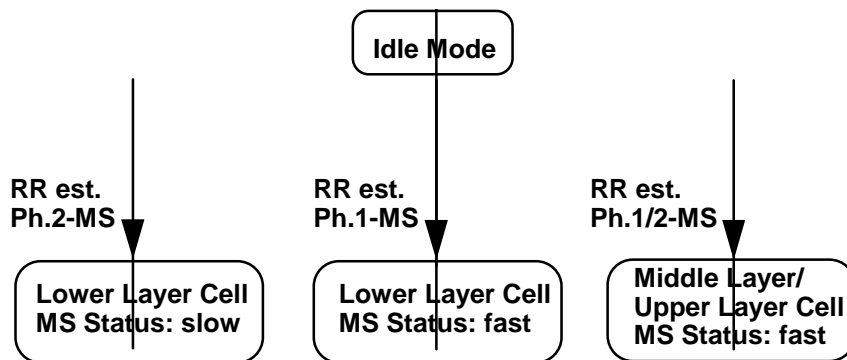 Idle Mode
RR est.
Ph.2-MS
RR est.
Ph.1-MS
RR est.
Ph.1/2-MS
Lower Layer Cell
MS Status: slow
Lower Layer Cell
MS Status: fast
Middle Layer/
Upper Layer Cell
MS Status: fast